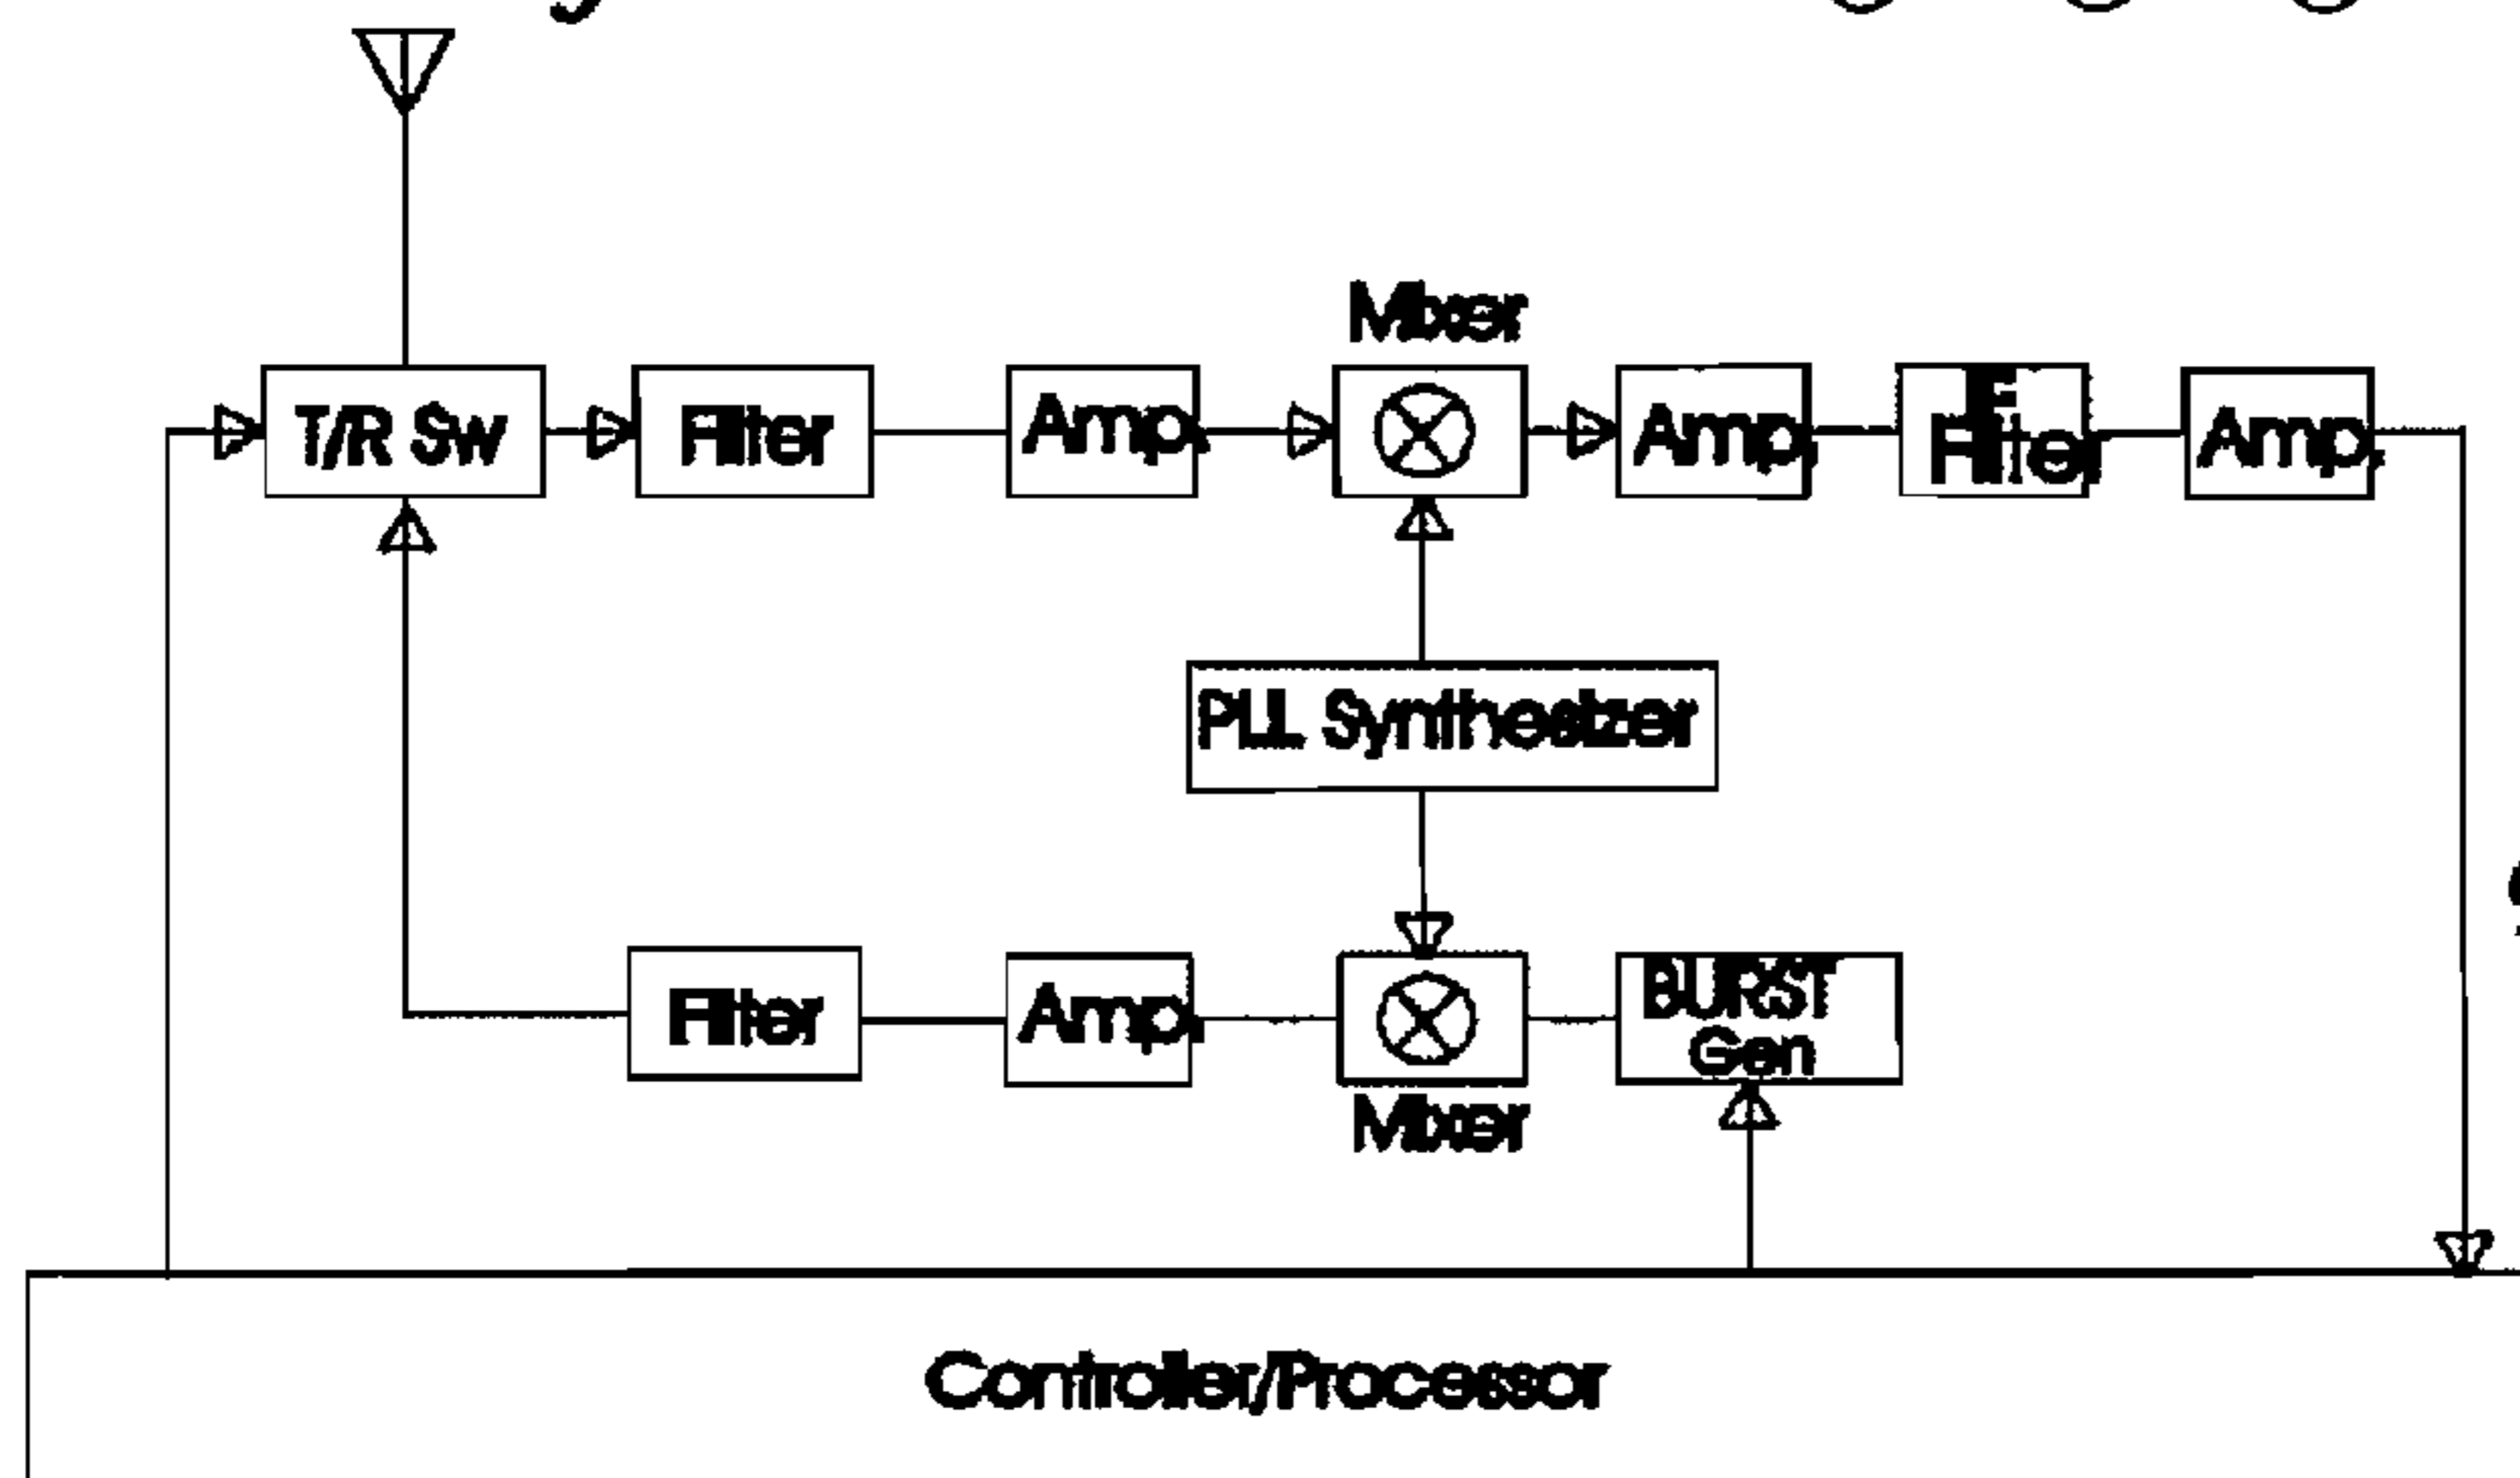 Mixer
T/R Sw
Filter
Amp.
Amp.
IF
Filter
Amp.
PLL Synthesizer
Filter
Amp.
BURST
Gen
Mixer
Controller/Processor